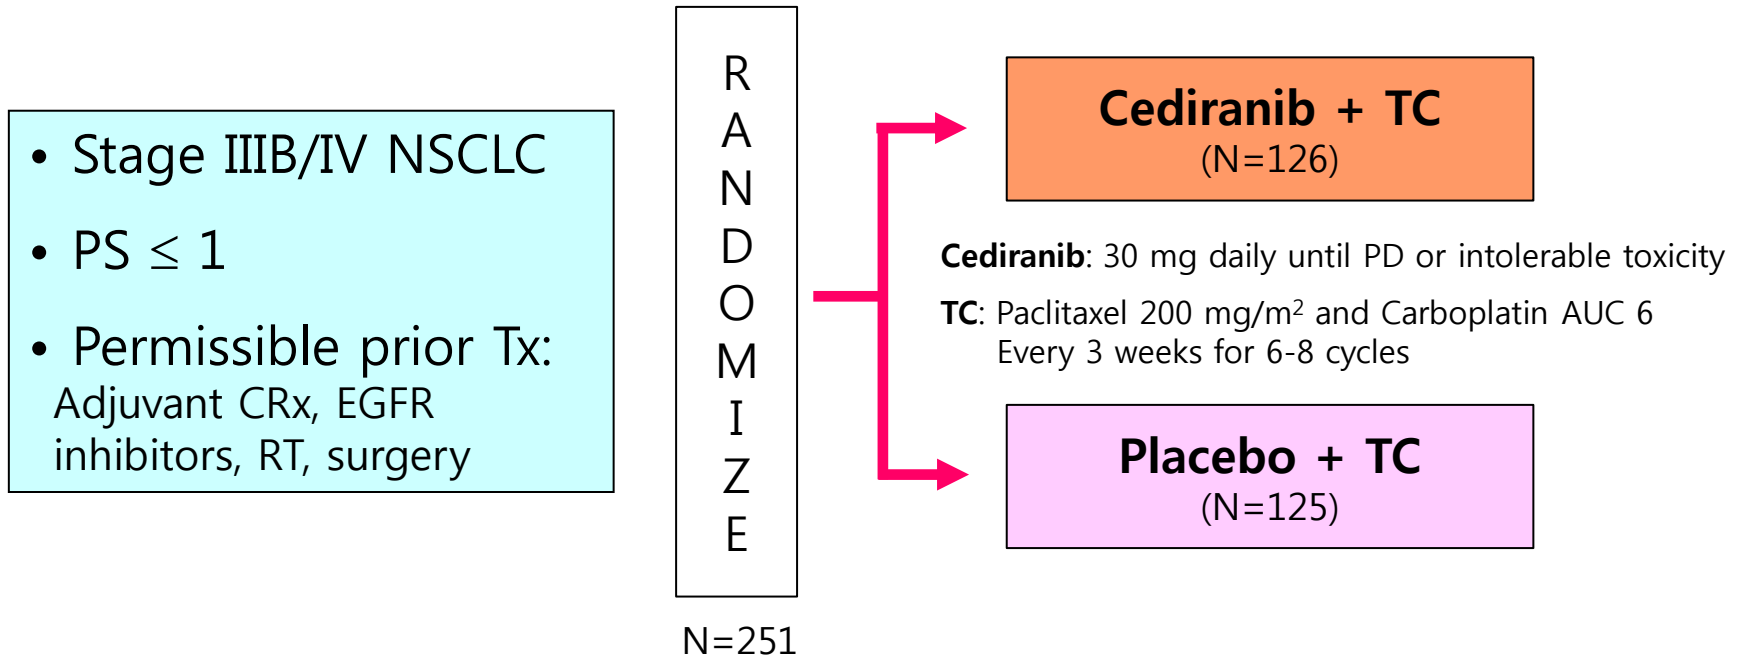 • Stage IIIB/IV NSCLC
• PS ≤ 1
• Permissible prior Tx:
Adjuvant CRx, EGFR
inhibitors, RT, surgery
R
A
N
D
O
M
I
Z
E
N=251
Cediranib + TC
(N=126)
Cediranib: 30 mg daily until PD or intolerable toxicity
TC: Paclitaxel 200 mg/m² and Carboplatin AUC 6
Every 3 weeks for 6-8 cycles
Placebo + TC
(N=125)